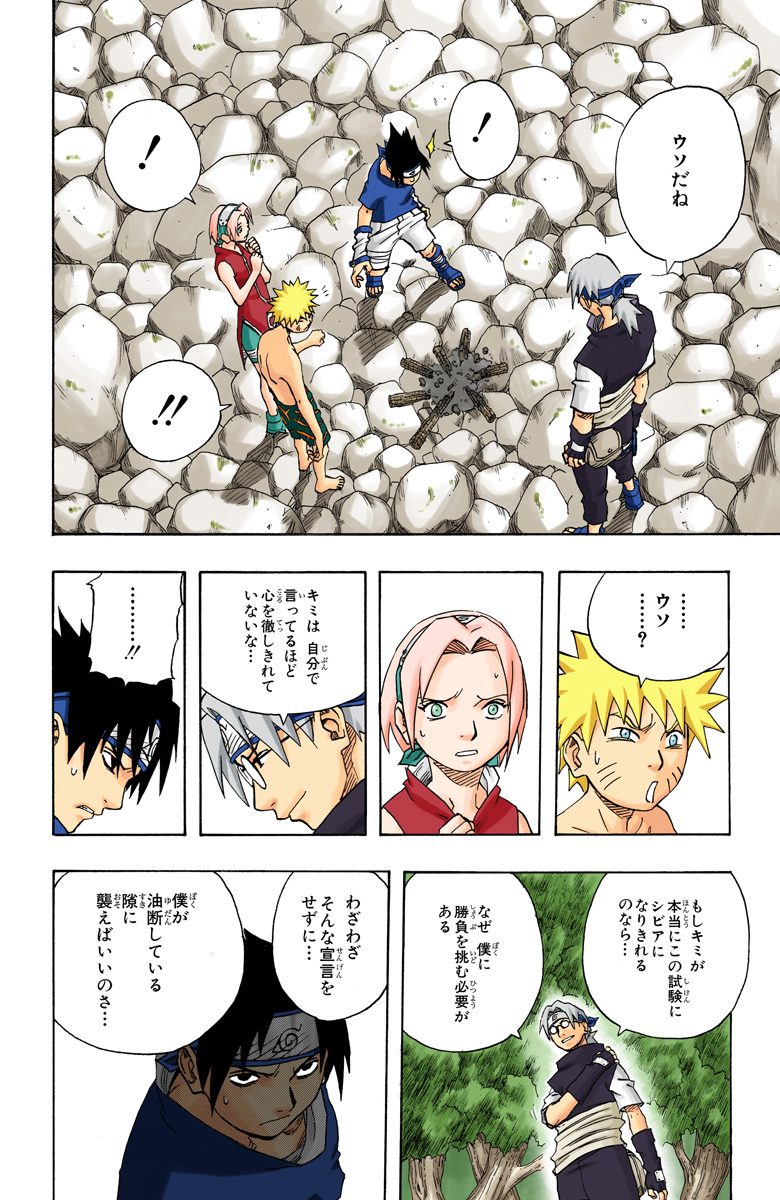 ウソだね
!
!
!!
……
ウソ
……?
キミは 自分で
言ってるほど
心を徹しきれて
いないな…
………!!
もしキミが
本当にこの試験に
シビアに
なりきれる
のなら…
なぜ 僕に
勝負を挑む必要が
ある
わざわざ
そんな宣言を
せずに…
僕が
油断している
隙に
襲えばいいのさ…